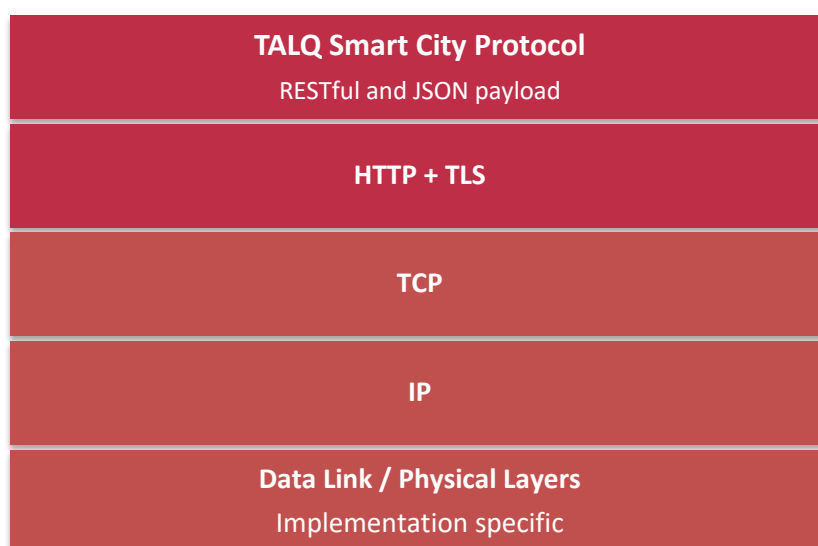 TALQ Smart City Protocol
RESTful and JSON payload
HTTP + TLS
TCP
IP
Data Link / Physical Layers
Implementation specific